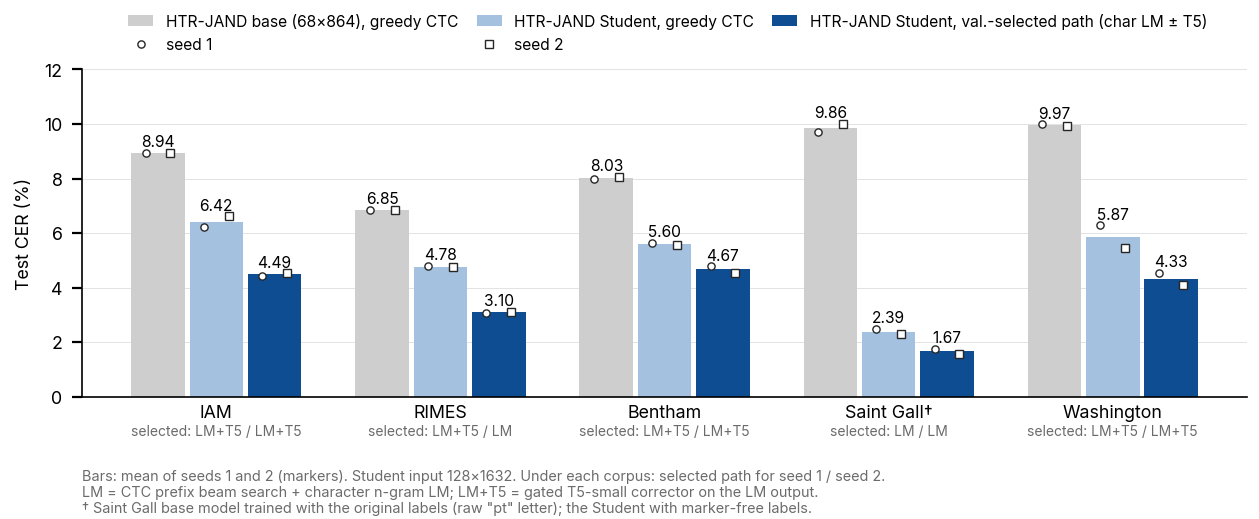 HTR-JAND base (68×864), greedy CTC
HTR-JAND Student, greedy CTC
HTR-JAND Student, val.-selected path (char LM ± T5)
seed 1
seed 2
Test CER (%)
12
10
8
6
4
2
0
8.94
6.42
4.49
6.85
4.78
3.10
8.03
5.60
4.67
9.86
2.39
1.67
9.97
5.87
4.33
IAM
RIMES
Bentham
Saint Gall†
Washington
selected: LM+T5 / LM+T5
selected: LM+T5 / LM
selected: LM+T5 / LM+T5
selected: LM / LM
selected: LM+T5 / LM+T5
Bars: mean of seeds 1 and 2 (markers). Student input 128×1632. Under each corpus: selected path for seed 1 / seed 2.
LM = CTC prefix beam search + character n-gram LM; LM+T5 = gated T5-small corrector on the LM output.
† Saint Gall base model trained with the original labels (raw "pt" letter); the Student with marker-free labels.